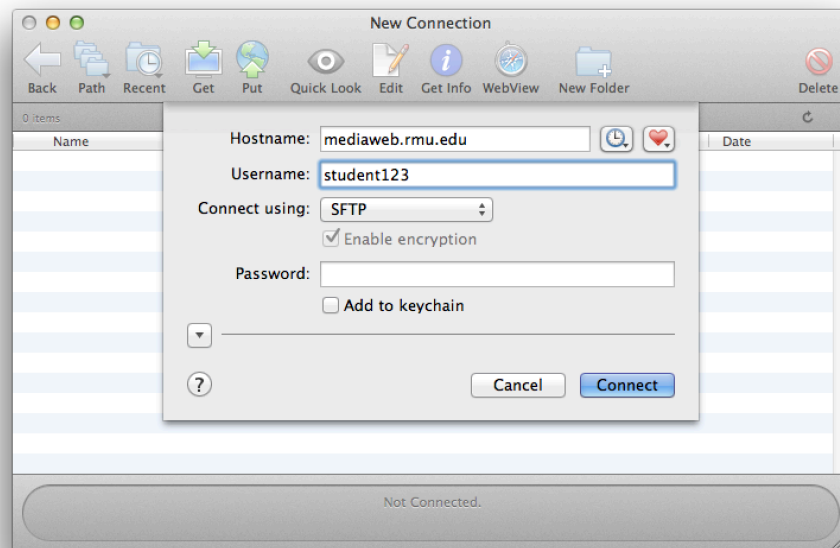 New Connection
Back Path Recent Get Put Quick Look Edit Get Info WebView New Folder Delete
0 items
Name Date
Hostname: mediaweb.rmu.edu
Username: student123
Connect using: SFTP
Enable encryption
Password:
Add to keychain
?
Cancel Connect
Not Connected.